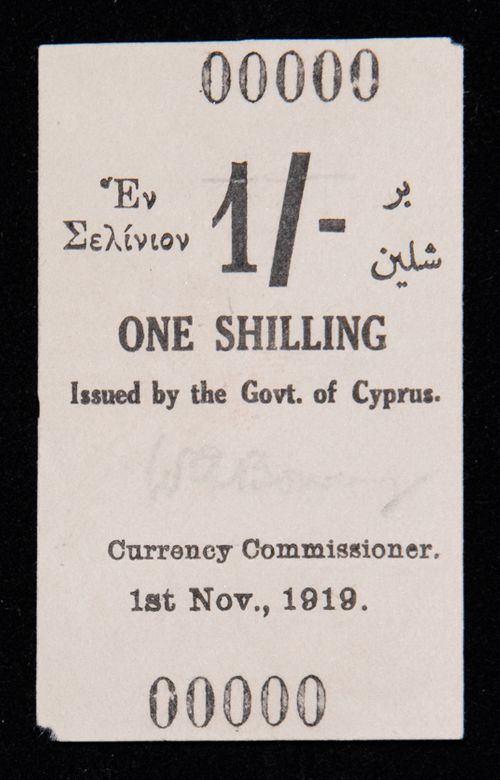 00000
Ἓν
Σελίνιον
1/-
بر
شلين
ONE SHILLING
Issued by the Govt. of Cyprus.
Currency Commissioner.
1st Nov., 1919.
00000